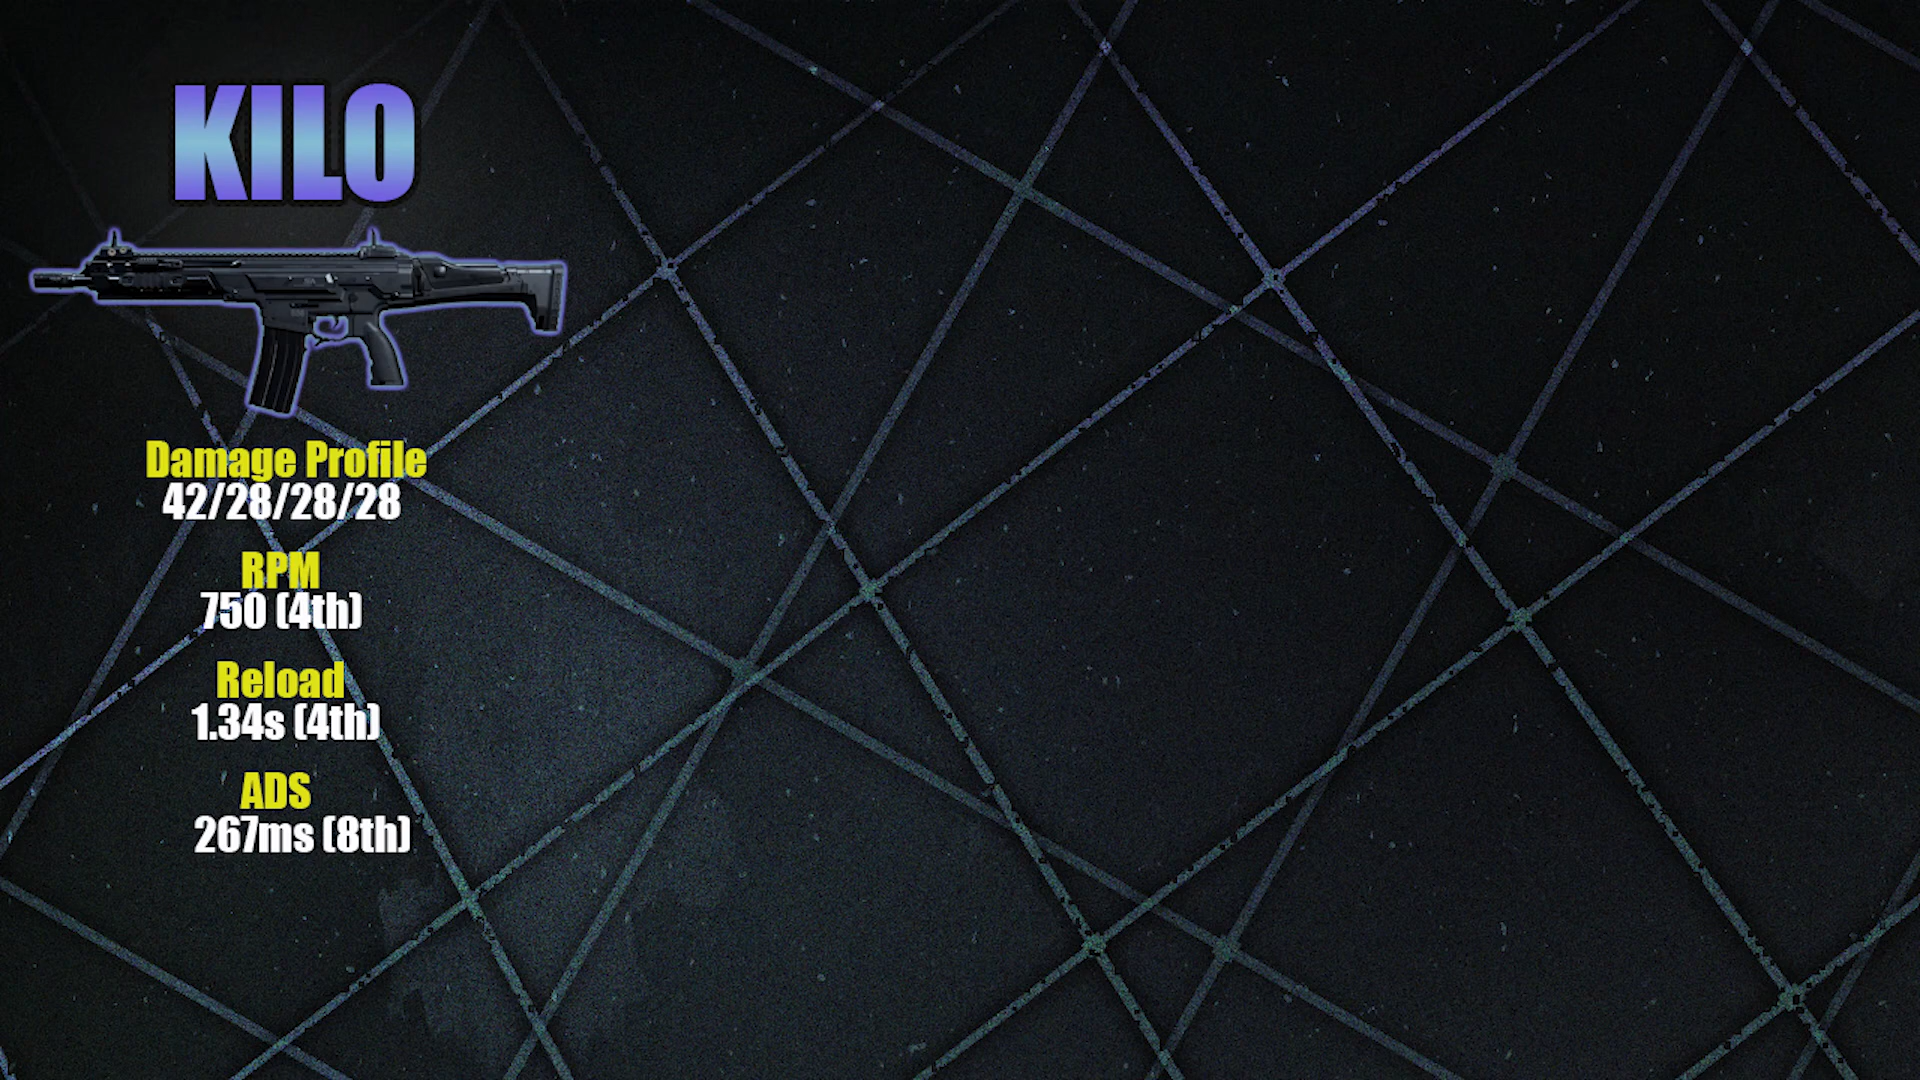 KILO
Damage Profile
42/28/28/28
RPM
750 (4th)
Reload
1.34s (4th)
ADS
267ms (8th)